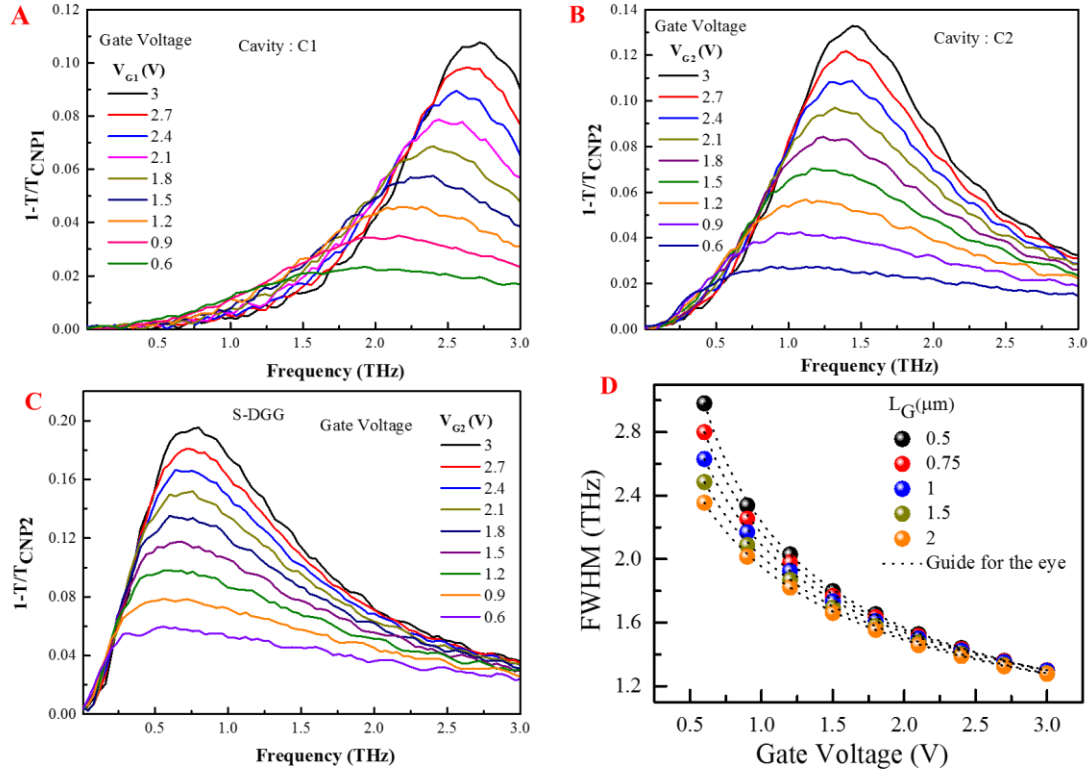 A
Gate Voltage
Cavity : C1
V_G1 (V)
3
2.7
2.4
2.1
1.8
1.5
1.2
0.9
0.6
1-T/T_CNP1
0.12
0.10
0.08
0.06
0.04
0.02
0.00
0.5 1.0 1.5 2.0 2.5 3.0
Frequency (THz)
B
Gate Voltage
Cavity : C2
V_G2 (V)
3
2.7
2.4
2.1
1.8
1.5
1.2
0.9
0.6
1-T/T_CNP2
0.14
0.12
0.10
0.08
0.06
0.04
0.02
0.00
0.0 0.5 1.0 1.5 2.0 2.5 3.0
Frequency (THz)
C
S-DGG
Gate Voltage
V_G2 (V)
3
2.7
2.4
2.1
1.8
1.5
1.2
0.9
0.6
1-T/T_CNP2
0.20
0.16
0.12
0.08
0.04
0.00
0.5 1.0 1.5 2.0 2.5 3.0
Frequency (THz)
D
L_G(μm)
0.5
0.75
1
1.5
2
Guide for the eye
FWHM (THz)
2.8
2.4
2.0
1.6
1.2
0.5 1.0 1.5 2.0 2.5 3.0
Gate Voltage (V)